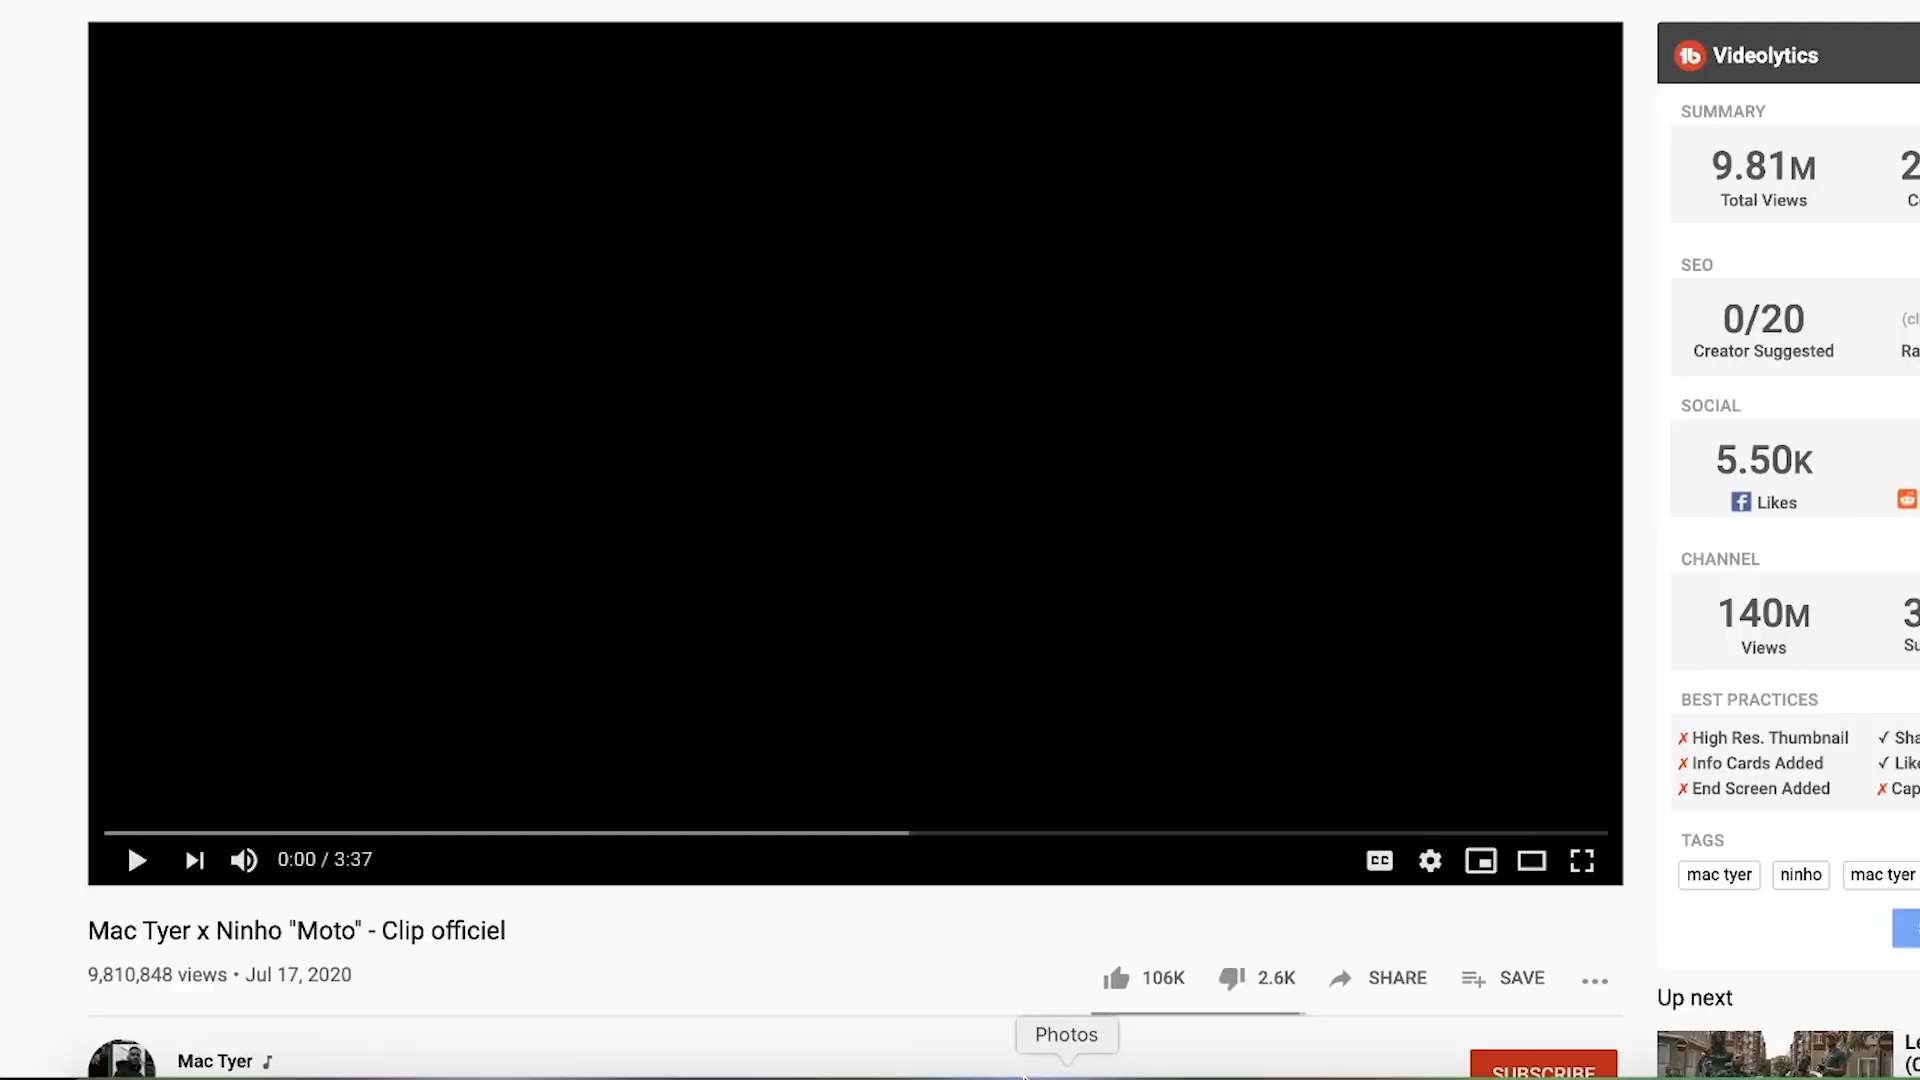 Videolytics
SUMMARY
9.81M
Total Views
SEO
0/20
Creator Suggested
SOCIAL
5.50K
Likes
CHANNEL
140M
Views
BEST PRACTICES
✗ High Res. Thumbnail
✗ Info Cards Added
✗ End Screen Added
TAGS
mac tyer ninho mac tyer
0:00 / 3:37
Mac Tyer x Ninho "Moto" - Clip officiel
9,810,848 views • Jul 17, 2020
106K 2.6K SHARE SAVE
Up next
Photos
Mac Tyer ♪
SUBSCRIBE